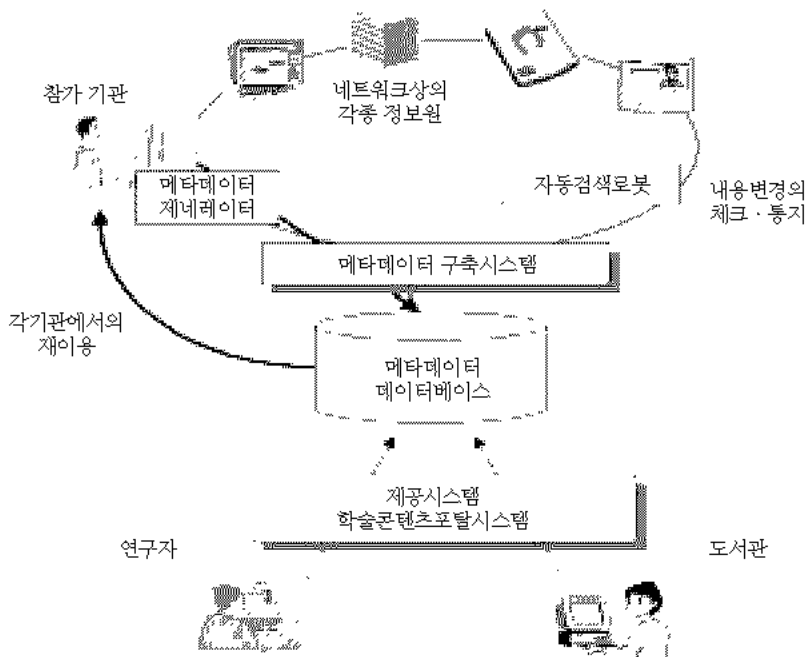 네트워크상의
각종 정보원
참가 기관
메타데이터
제네레이터
자동검색로봇
내용변경의
체크 · 통지
메타데이터 구축시스템
각기관에서의
재이용
메타데이터
데이터베이스
제공시스템
학술콘텐츠포탈시스템
연구자
도서관